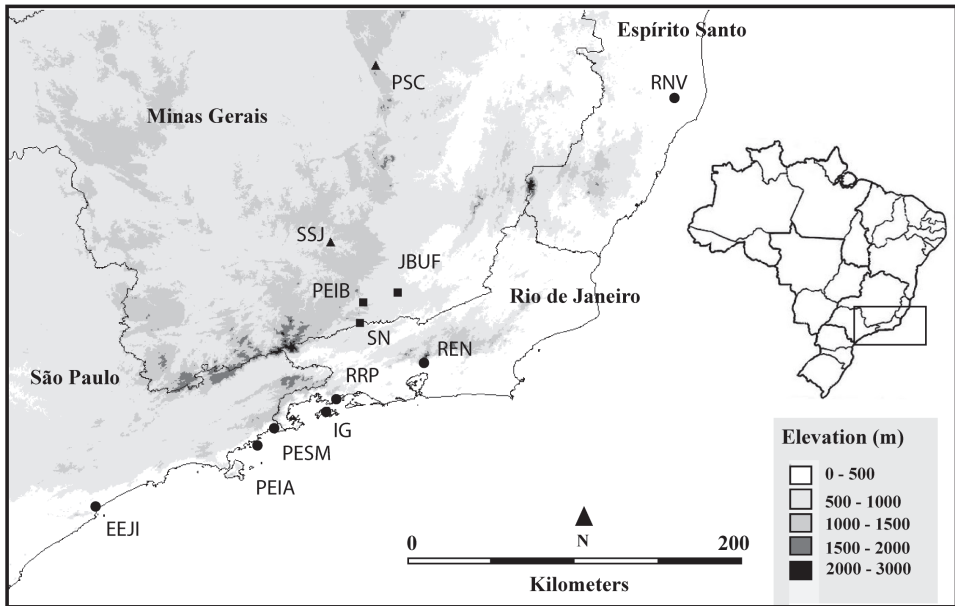 Espírito Santo
PSC
RNV
Minas Gerais
SSJ
JBUF
PEIB
Rio de Janeiro
SN
REN
São Paulo
RRP
IG
PESM
PEIA
EEJI
N
0 200
Kilometers
Elevation (m)
0 - 500
500 - 1000
1000 - 1500
1500 - 2000
2000 - 3000